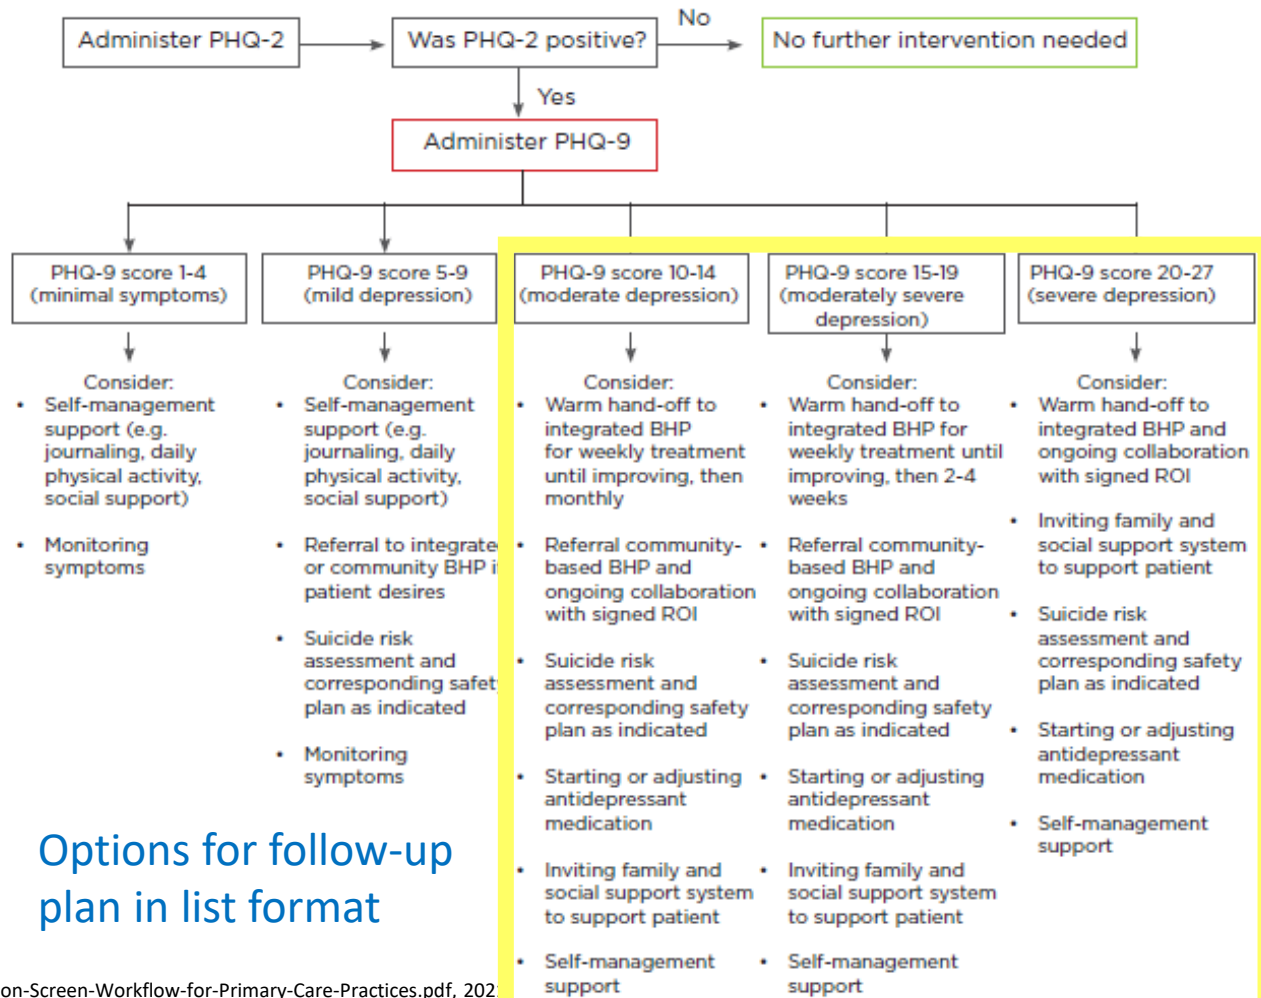 Administer PHQ-2
Was PHQ-2 positive?
No
No further intervention needed
Yes
Administer PHQ-9
PHQ-9 score 1-4
(minimal symptoms)
PHQ-9 score 5-9
(mild depression)
PHQ-9 score 10-14
(moderate depression)
PHQ-9 score 15-19
(moderately severe
depression)
PHQ-9 score 20-27
(severe depression)
Consider:
• Self-management
support (e.g.
journaling, daily
physical activity,
social support)
• Monitoring
symptoms
Consider:
• Self-management
support (e.g.
journaling, daily
physical activity,
social support)
• Referral to integrate
or community BHP i
patient desires
• Suicide risk
assessment and
corresponding safet
plan as indicated
• Monitoring
symptoms
Consider:
• Warm hand-off to
integrated BHP
for weekly treatment
until improving, then
monthly
• Referral community-
based BHP and
ongoing collaboration
with signed ROI
• Suicide risk
assessment and
corresponding safety
plan as indicated
• Starting or adjusting
antidepressant
medication
• Inviting family and
social support system
to support patient
• Self-management
support
Consider:
• Warm hand-off to
integrated BHP for
weekly treatment until
improving, then 2-4
weeks
• Referral community-
based BHP and
ongoing collaboration
with signed ROI
• Suicide risk
assessment and
corresponding safety
plan as indicated
• Starting or adjusting
antidepressant
medication
• Inviting family and
social support system
to support patient
• Self-management
support
Consider:
• Warm hand-off to
integrated BHP and
ongoing collaboration
with signed ROI
• Inviting family and
social support system
to support patient
• Suicide risk
assessment and
corresponding safety
plan as indicated
• Starting or adjusting
antidepressant
medication
• Self-management
support
Options for follow-up
plan in list format
on-Screen-Workflow-for-Primary-Care-Practices.pdf, 202